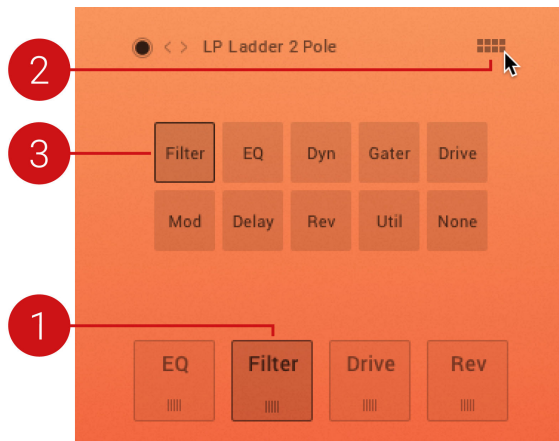 2
< > LP Ladder 2 Pole
3
Filter EQ Dyn Gater Drive
Mod Delay Rev Util None
1
EQ Filter Drive Rev